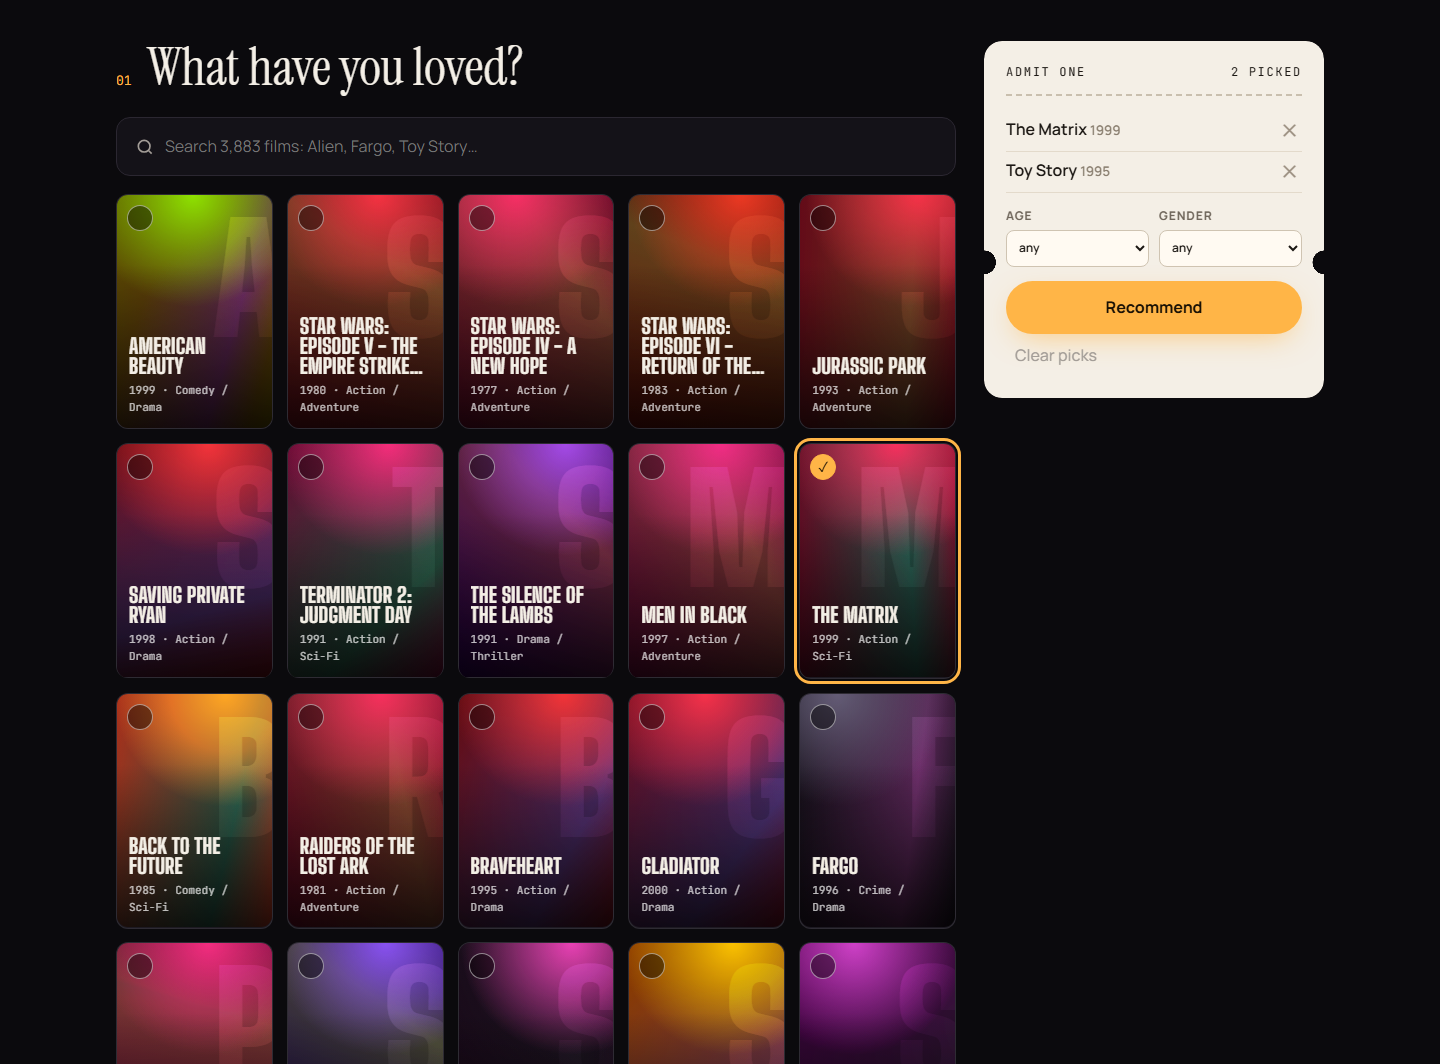 01 What have you loved?
Search 3,883 films: Alien, Fargo, Toy Story...
A
AMERICAN
BEAUTY
1999 · Comedy /
Drama
S
STAR WARS:
EPISODE V - THE
EMPIRE STRIKE...
1980 · Action /
Adventure
S
STAR WARS:
EPISODE IV - A
NEW HOPE
1977 · Action /
Adventure
S
STAR WARS:
EPISODE VI -
RETURN OF THE...
1983 · Action /
Adventure
J
JURASSIC PARK
1993 · Action /
Adventure
S
SAVING PRIVATE
RYAN
1998 · Action /
Drama
T
TERMINATOR 2:
JUDGMENT DAY
1991 · Action /
Sci-Fi
S
THE SILENCE OF
THE LAMBS
1991 · Drama /
Thriller
M
MEN IN BLACK
1997 · Action /
Adventure
M
THE MATRIX
1999 · Action /
Sci-Fi
B
BACK TO THE
FUTURE
1985 · Comedy /
Sci-Fi
R
RAIDERS OF THE
LOST ARK
1981 · Action /
Adventure
B
BRAVEHEART
1995 · Action /
Drama
G
GLADIATOR
2000 · Action /
Drama
F
FARGO
1996 · Crime /
Drama
P
S
S
S
S
ADMIT ONE 2 PICKED
The Matrix 1999
Toy Story 1995
AGE GENDER
any any
Recommend
Clear picks